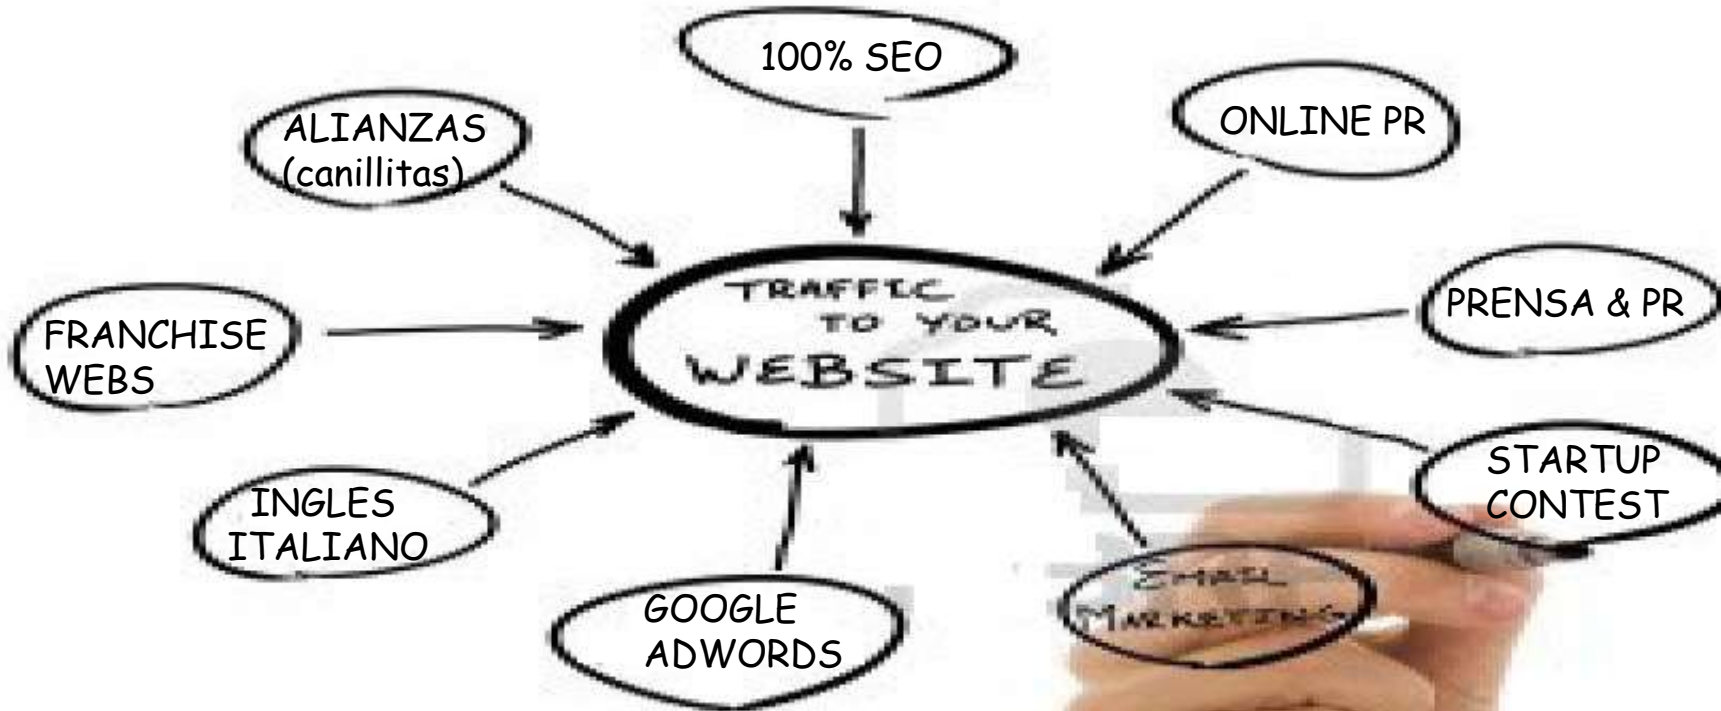 100% SEO
ALIANZAS
(canillitas)
ONLINE PR
TRAFFIC
TO YOUR
WEBSITE
PRENSA & PR
FRANCHISE
WEBS
STARTUP
CONTEST
INGLES
ITALIANO
GOOGLE
ADWORDS
EMAIL
MARKETING